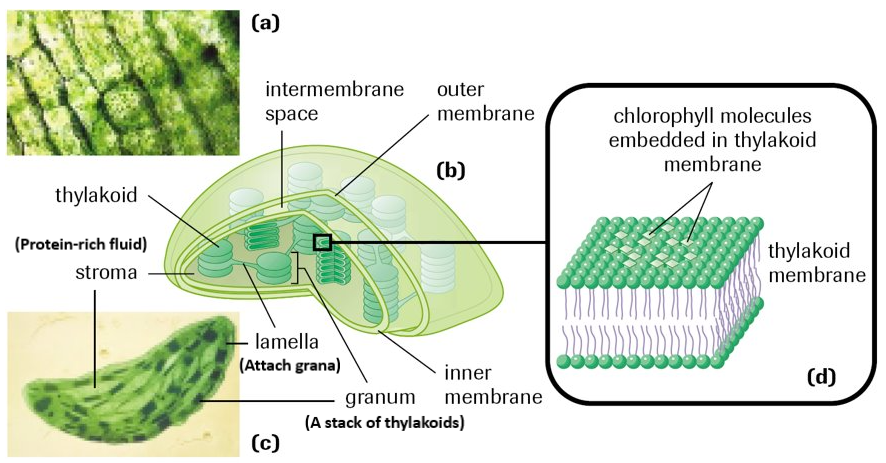 (a)
intermembrane
space
outer
membrane
(b)
thylakoid
(Protein-rich fluid)
stroma
lamella
(Attach grana)
granum
(A stack of thylakoids)
inner
membrane
(c)
chlorophyll molecules
embedded in thylakoid
membrane
thylakoid
membrane
(d)